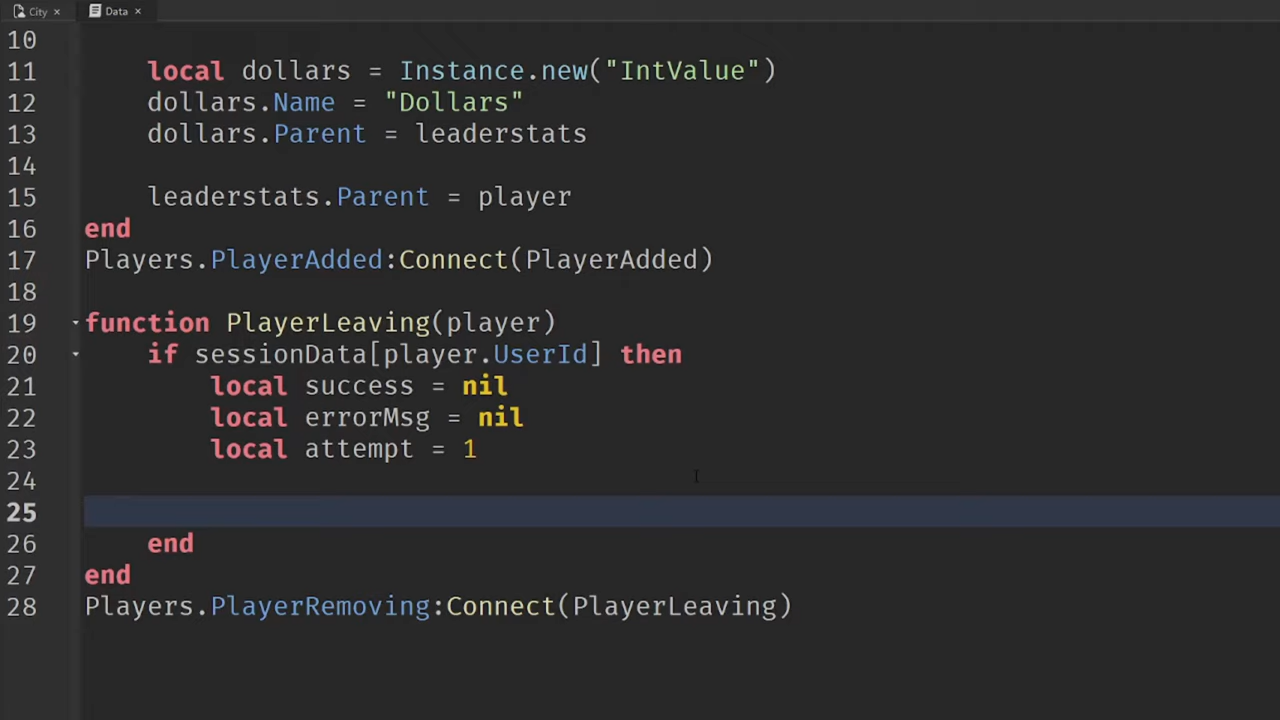 City × Data ×
10
11 local dollars = Instance.new("IntValue")
12 dollars.Name = "Dollars"
13 dollars.Parent = leaderstats
14
15 leaderstats.Parent = player
16 end
17 Players.PlayerAdded:Connect(PlayerAdded)
18
19 function PlayerLeaving(player)
20 if sessionData[player.UserId] then
21 local success = nil
22 local errorMsg = nil
23 local attempt = 1
24
25
26 end
27 end
28 Players.PlayerRemoving:Connect(PlayerLeaving)